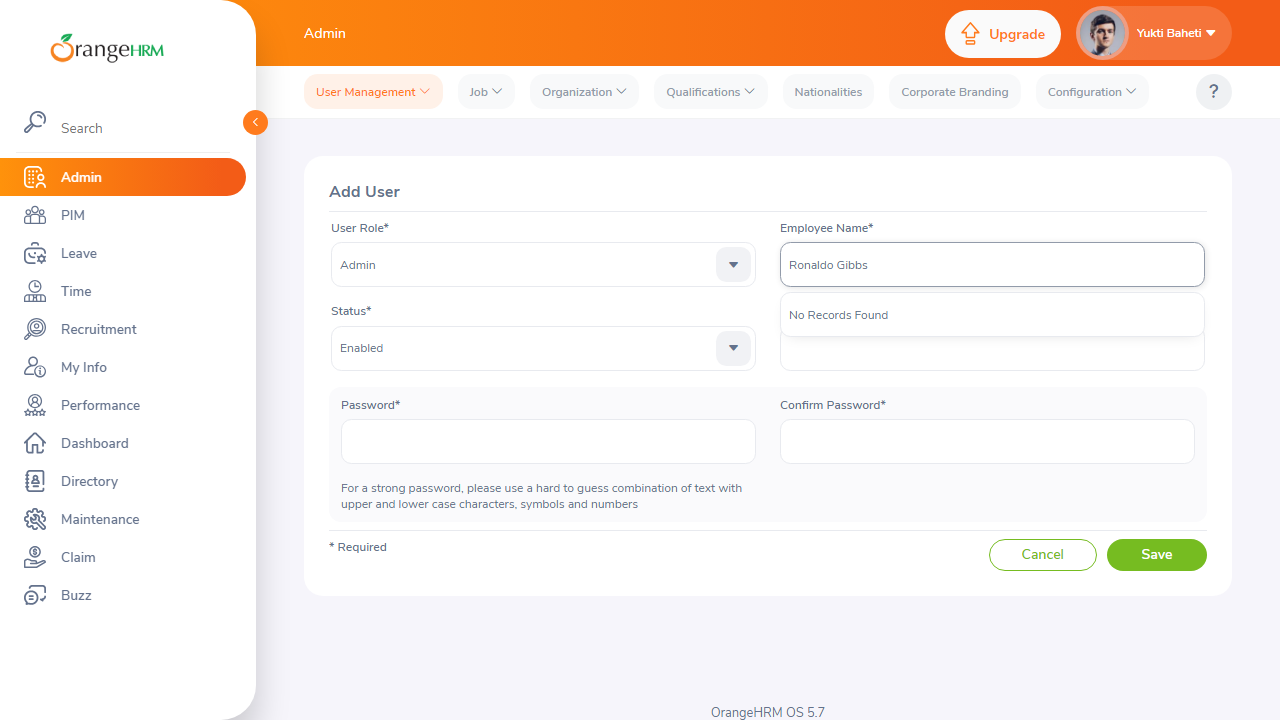 OrangeHRM
Admin
Upgrade
Yukti Baheti
User Management
Job
Organization
Qualifications
Nationalities
Corporate Branding
Configuration
?
Search
Admin
PIM
Leave
Time
Recruitment
My Info
Performance
Dashboard
Directory
Maintenance
Claim
Buzz
Add User
User Role*
Employee Name*
Admin
Ronaldo Gibbs
No Records Found
Status*
Enabled
Password*
Confirm Password*
For a strong password, please use a hard to guess combination of text with
upper and lower case characters, symbols and numbers
* Required
Cancel
Save
OrangeHRM OS 5.7